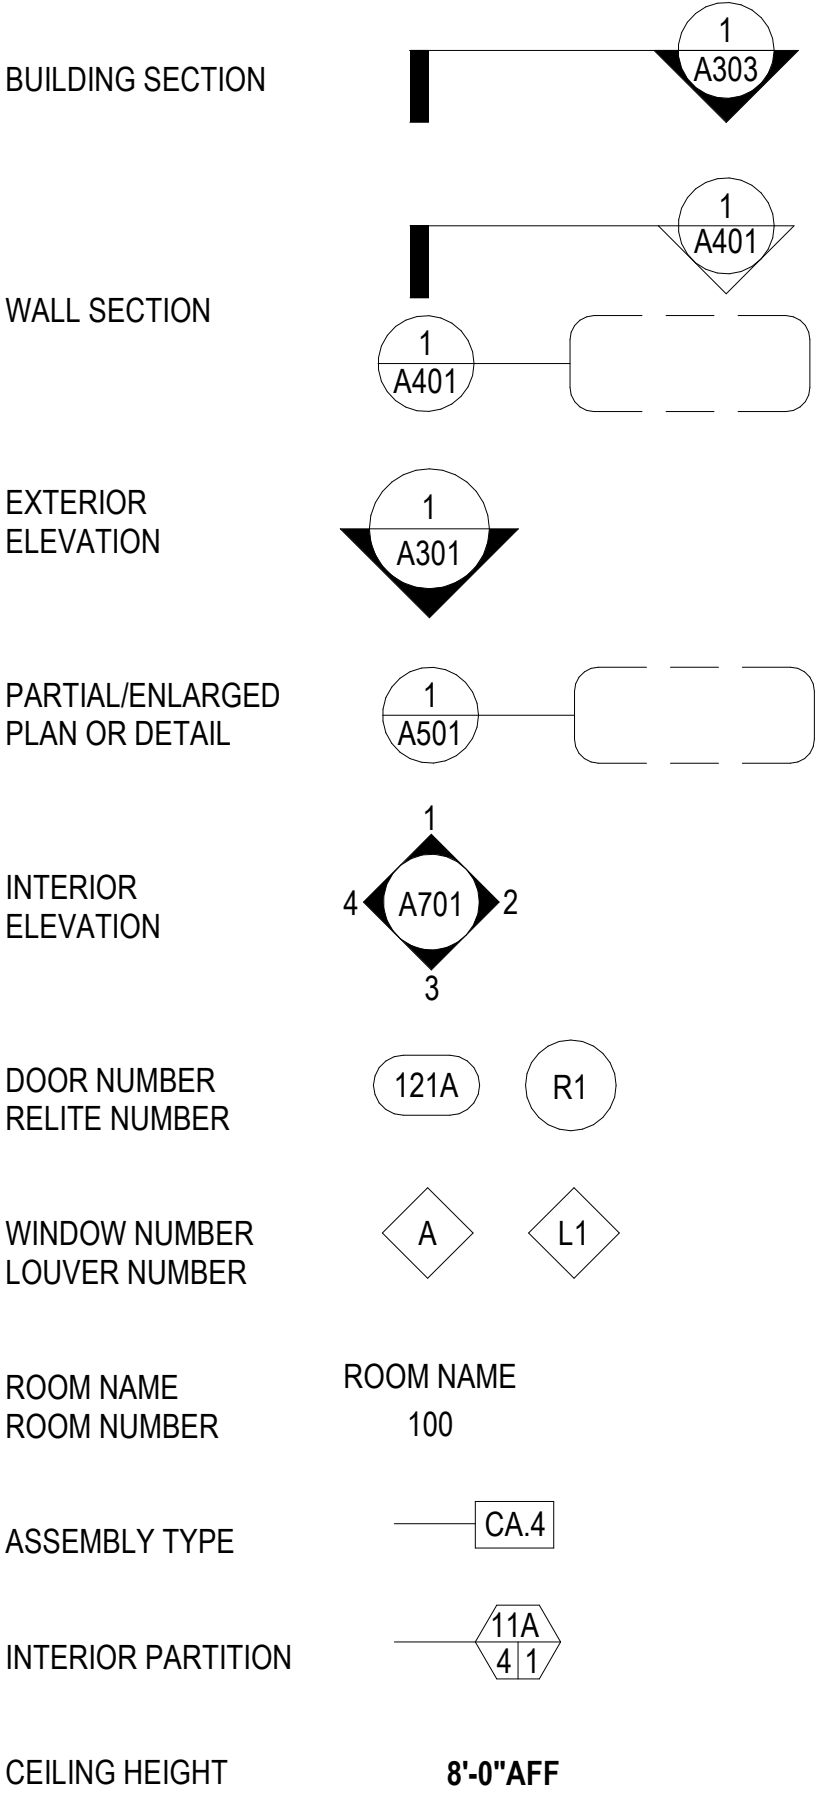 1
BUILDING SECTION
A303
1
A401
WALL SECTION
1
A401
EXTERIOR
ELEVATION
1
A301
PARTIAL/ENLARGED
PLAN OR DETAIL
1
A501
INTERIOR
ELEVATION
1
4 A701 2
3
DOOR NUMBER
RELITE NUMBER
121A R1
WINDOW NUMBER
LOUVER NUMBER
A L1
ROOM NAME
ROOM NUMBER
ROOM NAME
100
ASSEMBLY TYPE
CA.4
INTERIOR PARTITION
11A
4 1
CEILING HEIGHT 8'-0"AFF